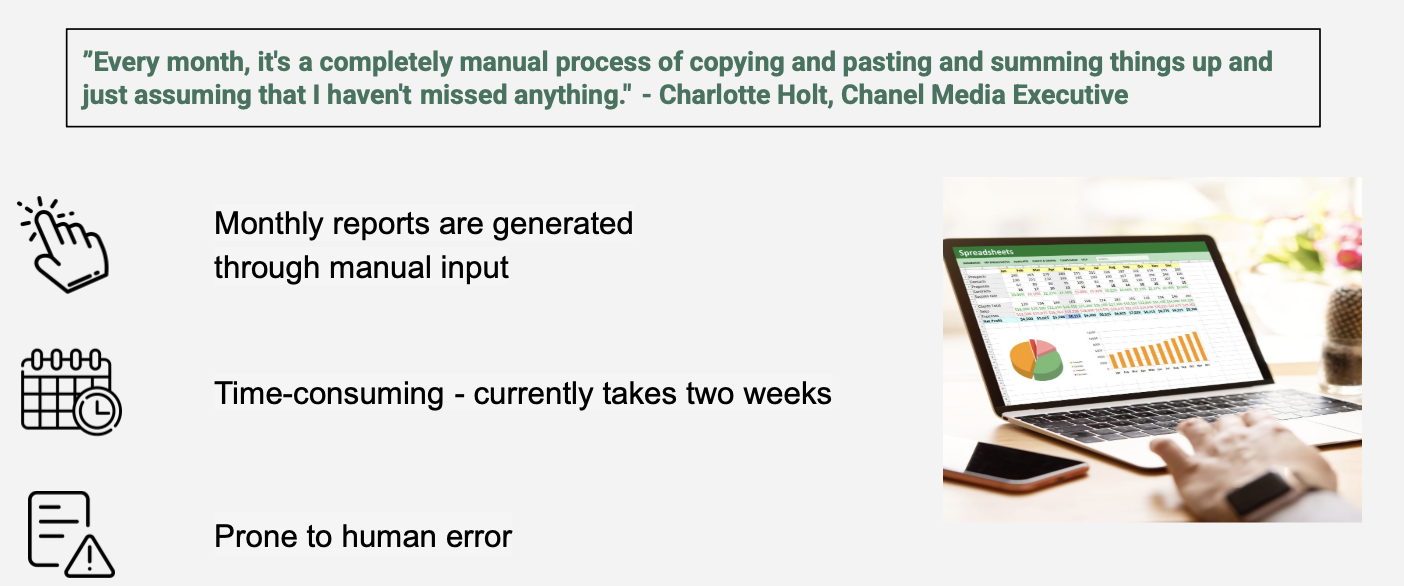 ”Every month, it's a completely manual process of copying and pasting and summing things up and
just assuming that I haven't missed anything." - Charlotte Holt, Chanel Media Executive
Monthly reports are generated
through manual input
Time-consuming - currently takes two weeks
Prone to human error
Spreadsheets